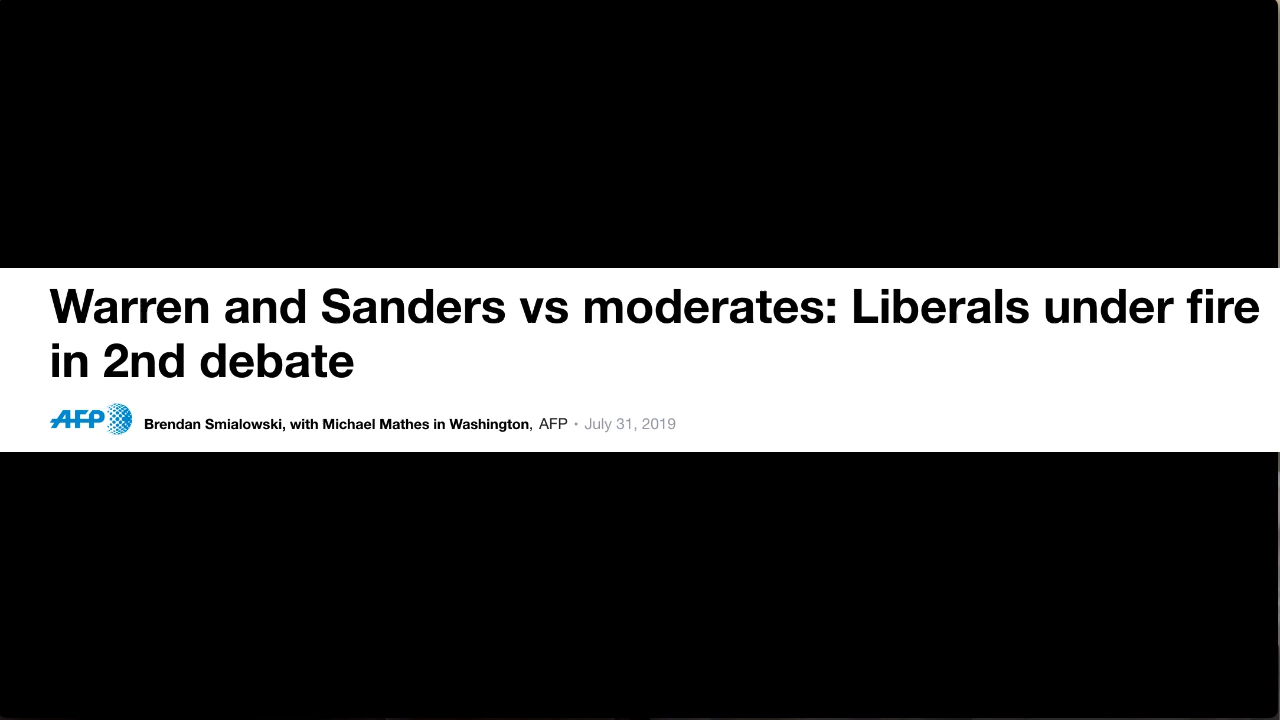 Warren and Sanders vs moderates: Liberals under fire
in 2nd debate
AFP Brendan Smialowski, with Michael Mathes in Washington, AFP • July 31, 2019